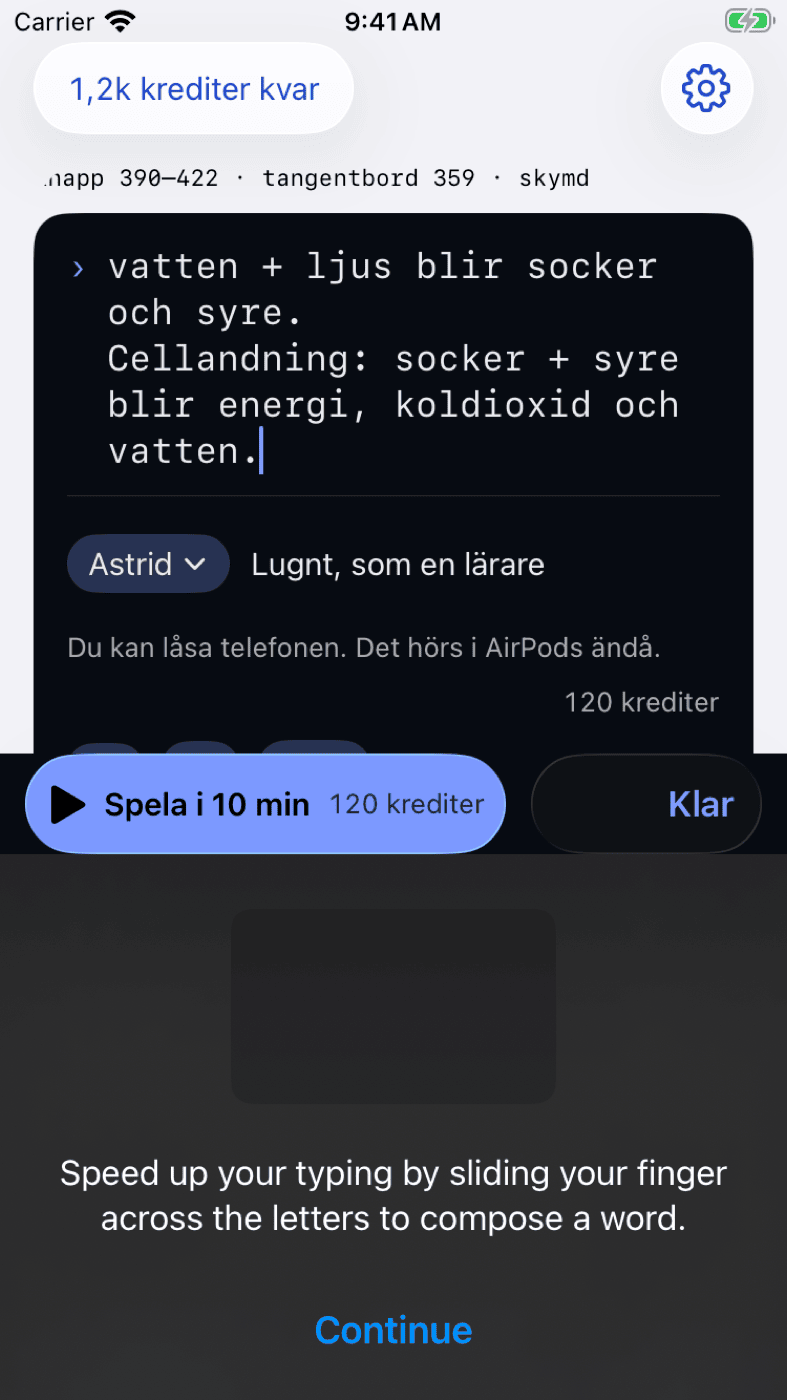 Carrier 9:41 AM
1,2k krediter kvar
390–422 · tangentbord 359 · skymd
› vatten + ljus blir socker
och syre.
Cellandning: socker + syre
blir energi, koldioxid och
vatten.
Astrid Lugnt, som en lärare
Du kan låsa telefonen. Det hörs i AirPods ändå.
120 krediter
Spela i 10 min 120 krediter Klar
Speed up your typing by sliding your finger
across the letters to compose a word.
Continue